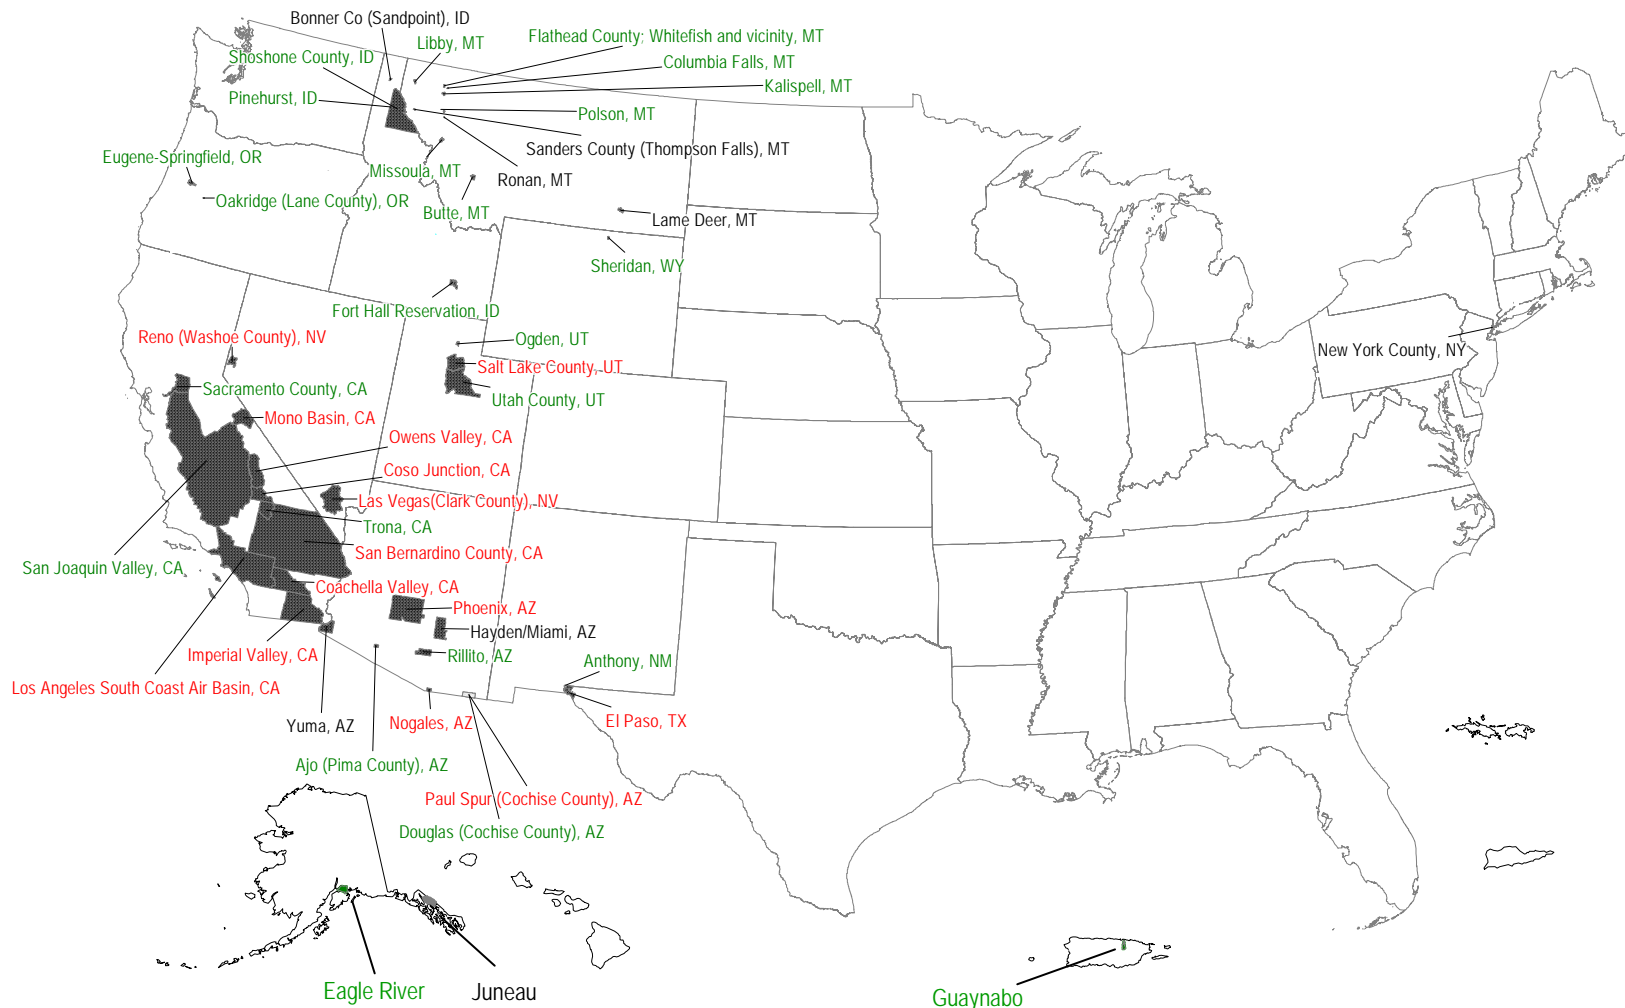 Bonner Co (Sandpoint), ID
Libby, MT
Flathead County; Whitefish and vicinity, MT
Shoshone County, ID
Columbia Falls, MT
Kalispell, MT
Pinehurst, ID
Polson, MT
Sanders County (Thompson Falls), MT
Eugene-Springfield, OR
Missoula, MT
Ronan, MT
Oakridge (Lane County), OR
Butte, MT
Lame Deer, MT
Sheridan, WY
Fort Hall Reservation, ID
Reno (Washoe County), NV
Ogden, UT
New York County, NY
Salt Lake County, UT
Sacramento County, CA
Utah County, UT
Mono Basin, CA
Owens Valley, CA
Coso Junction, CA
Las Vegas(Clark County), NV
Trona, CA
San Bernardino County, CA
San Joaquin Valley, CA
Coachella Valley, CA
Phoenix, AZ
Hayden/Miami, AZ
Imperial Valley, CA
Rillito, AZ
Anthony, NM
Los Angeles South Coast Air Basin, CA
Yuma, AZ
Nogales, AZ
El Paso, TX
Ajo (Pima County), AZ
Paul Spur (Cochise County), AZ
Douglas (Cochise County), AZ
Eagle River
Juneau
Guaynabo